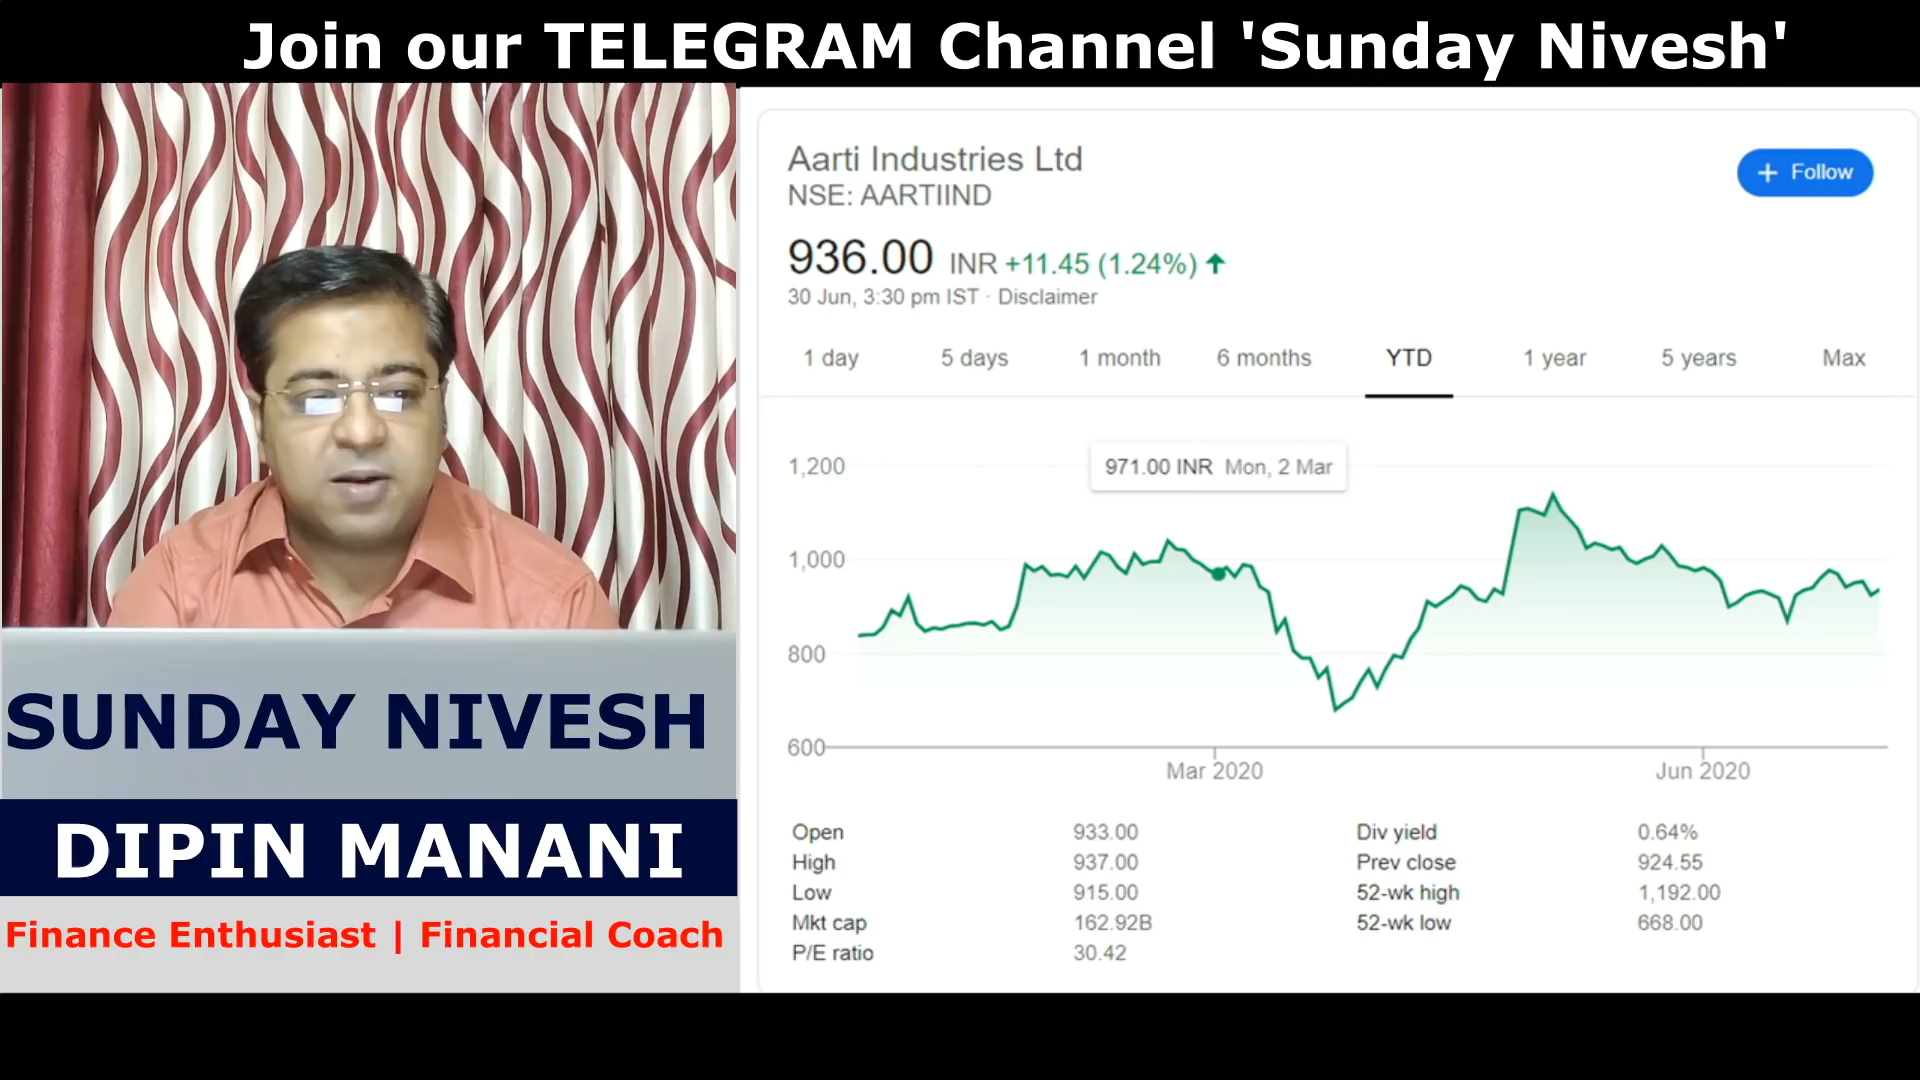 Join our TELEGRAM Channel 'Sunday Nivesh'
SUNDAY NIVESH
DIPIN MANANI
Finance Enthusiast | Financial Coach
Aarti Industries Ltd
NSE: AARTIIND
+ Follow
936.00 INR +11.45 (1.24%) ↑
30 Jun, 3:30 pm IST · Disclaimer
1 day 5 days 1 month 6 months YTD 1 year 5 years Max
971.00 INR Mon, 2 Mar
1,200
1,000
800
600
Mar 2020 Jun 2020
Open 933.00 Div yield 0.64%
High 937.00 Prev close 924.55
Low 915.00 52-wk high 1,192.00
Mkt cap 162.92B 52-wk low 668.00
P/E ratio 30.42